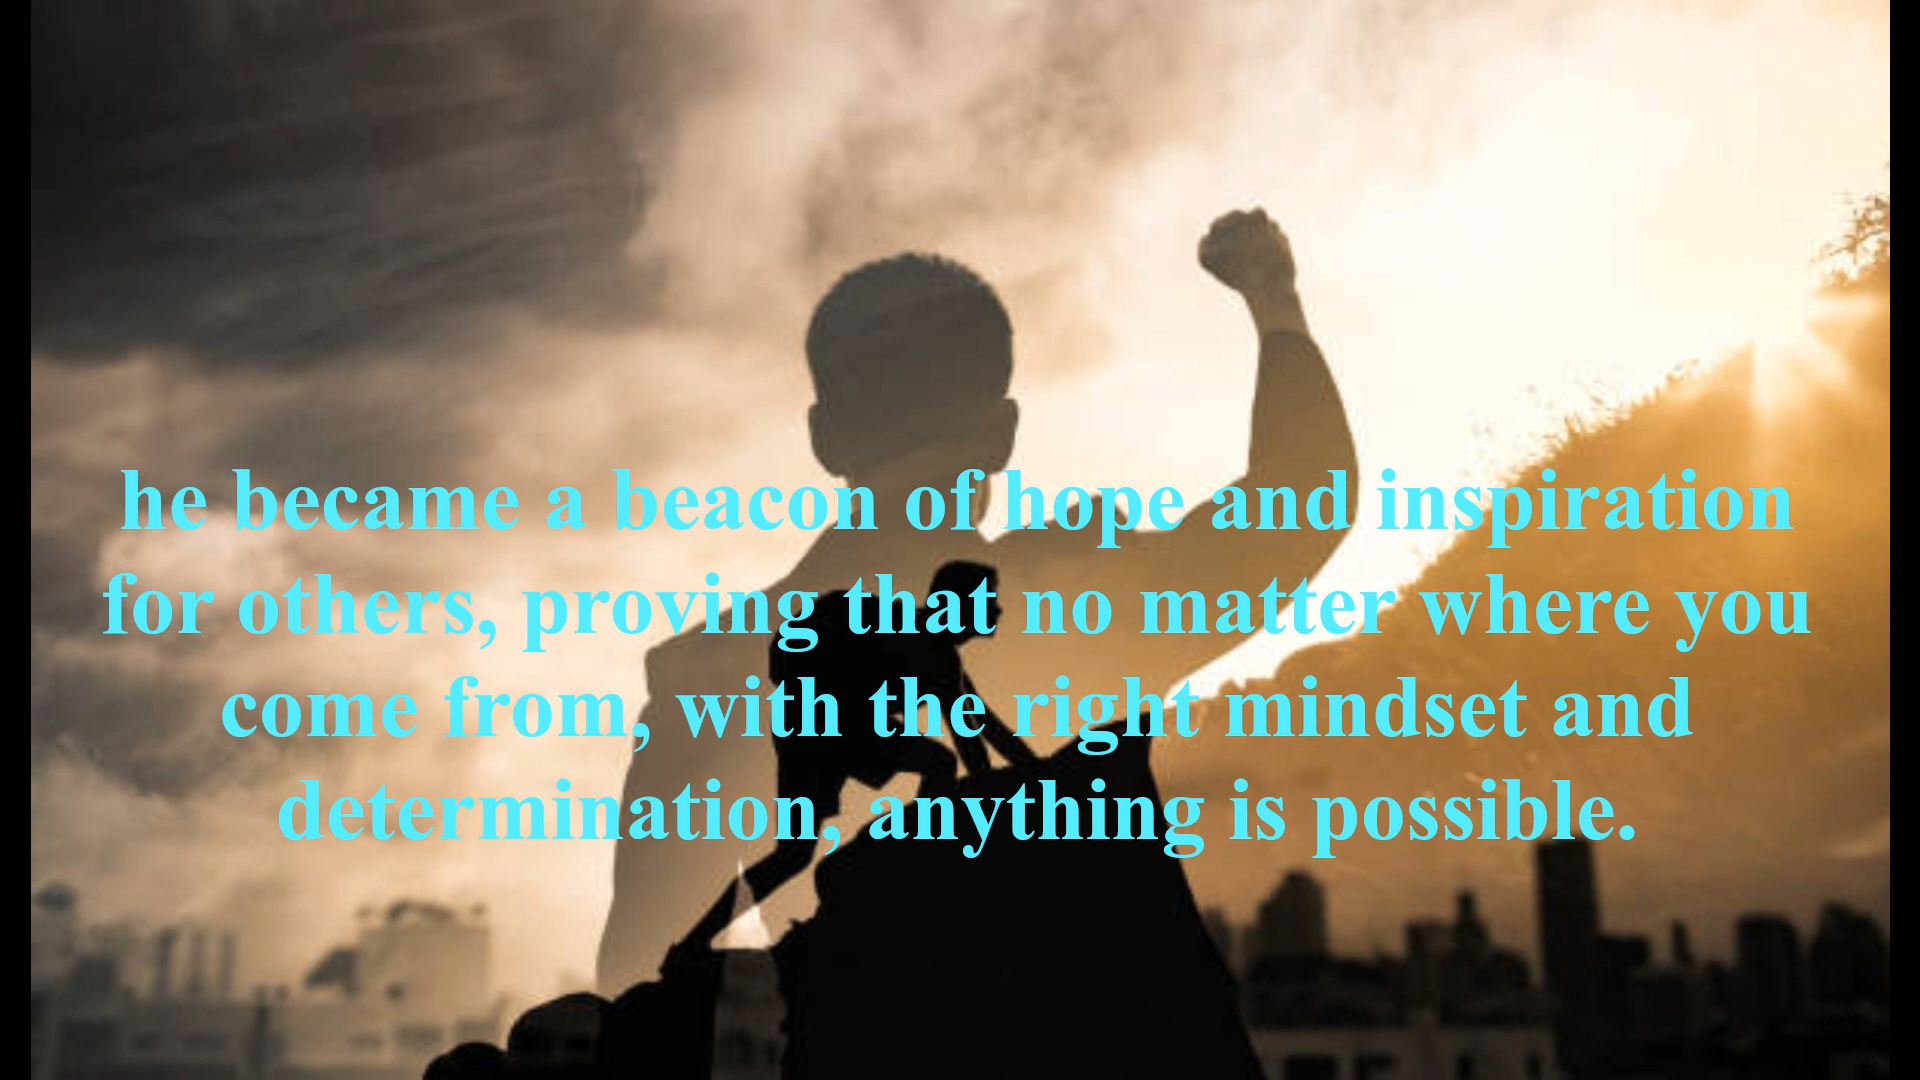 he became a beacon of hope and inspiration
for others, proving that no matter where you
come from, with the right mindset and
determination, anything is possible.